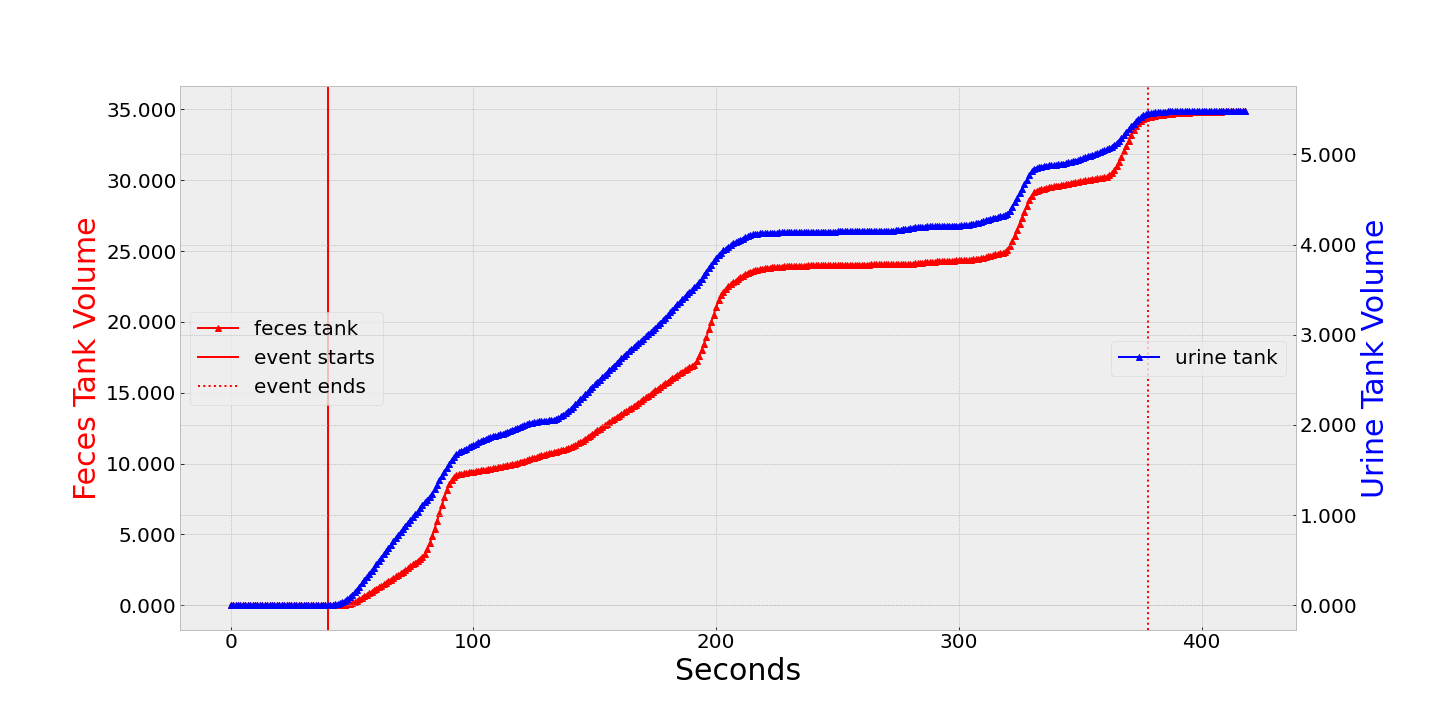 Feces Tank Volume
35.000
30.000
25.000
20.000
15.000
10.000
5.000
0.000
feces tank
event starts
event ends
urine tank
5.000
4.000
3.000
2.000
1.000
0.000
Urine Tank Volume
0 100 200 300 400
Seconds